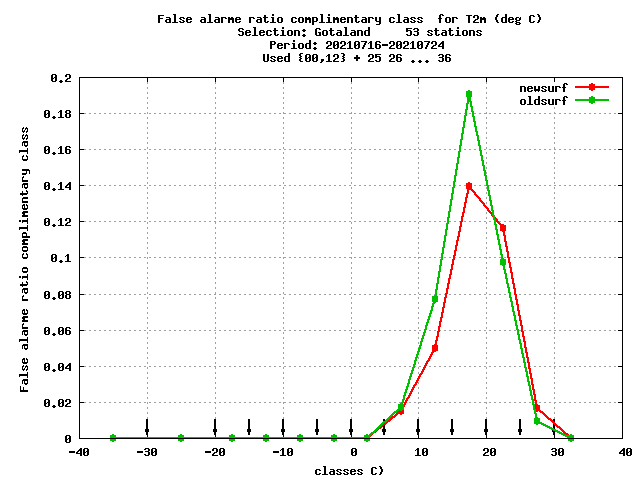 False alarme ratio complimentary class  for T2m (deg C)
Selection: Gotaland     53 stations
Period: 20210716-20210724
Used {00,12} + 25 26 ... 36
newsurf
oldsurf
False alarme ratio complimentary class
0.2
0.18
0.16
0.14
0.12
0.1
0.08
0.06
0.04
0.02
0
-40 -30 -20 -10 0 10 20 30 40
classes C)